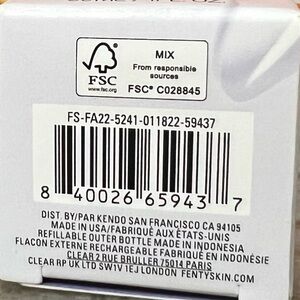 MIX
From responsible
sources
FSC
www.fsc.org
FSC® C028845
FS-FA22-5241-011822-59437
8 40026 65943 7
DIST. BY/PAR KENDO SAN FRANCISCO CA 94105
MADE IN USA/FABRIQUÉ AUX ÉTATS-UNIS
REFILLABLE OUTER BOTTLE MADE IN INDONESIA
FLACON EXTERNE RECHARGEABLE FABRIQUÉ EN INDONÉSIE
CLEAR 2 RUE BRULLER 75014 PARIS
CLEAR RP UK LTD SW1V 1EJ LONDON FENTYSKIN.COM